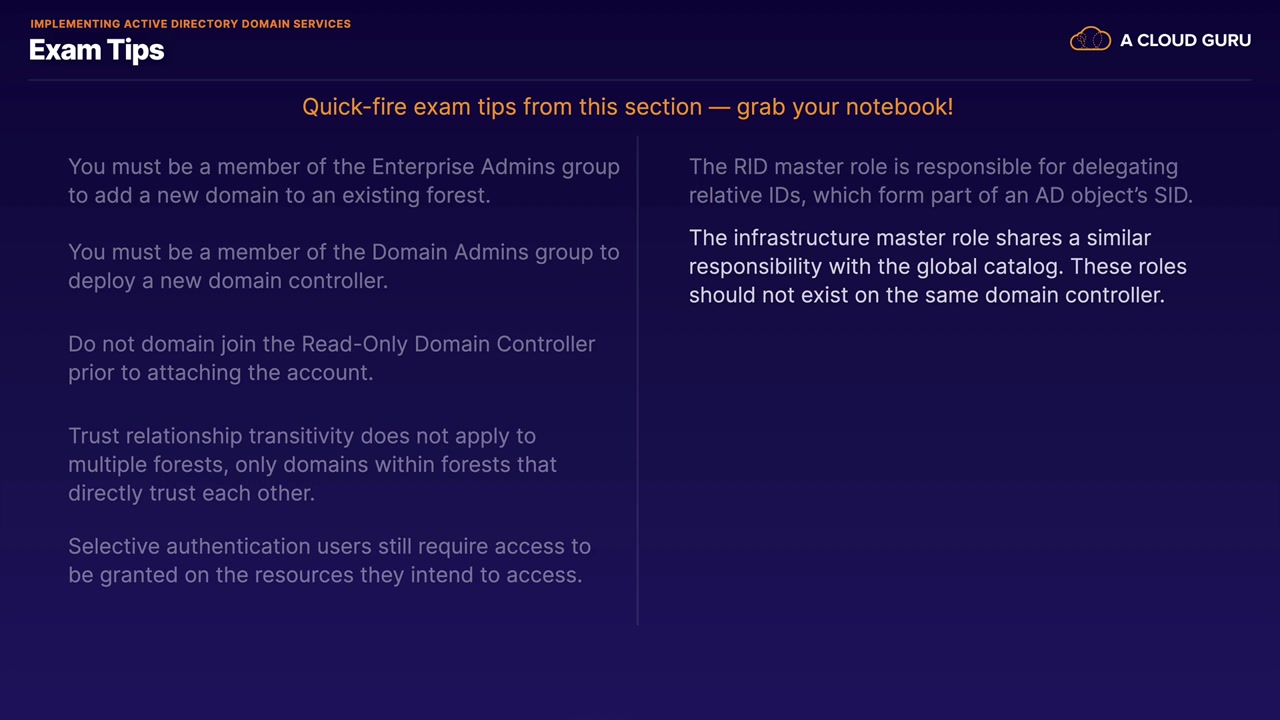 IMPLEMENTING ACTIVE DIRECTORY DOMAIN SERVICES
Exam Tips
A CLOUD GURU
Quick-fire exam tips from this section — grab your notebook!
You must be a member of the Enterprise Admins group
to add a new domain to an existing forest.
You must be a member of the Domain Admins group to
deploy a new domain controller.
Do not domain join the Read-Only Domain Controller
prior to attaching the account.
Trust relationship transitivity does not apply to
multiple forests, only domains within forests that
directly trust each other.
Selective authentication users still require access to
be granted on the resources they intend to access.
The RID master role is responsible for delegating
relative IDs, which form part of an AD object’s SID.
The infrastructure master role shares a similar
responsibility with the global catalog. These roles
should not exist on the same domain controller.